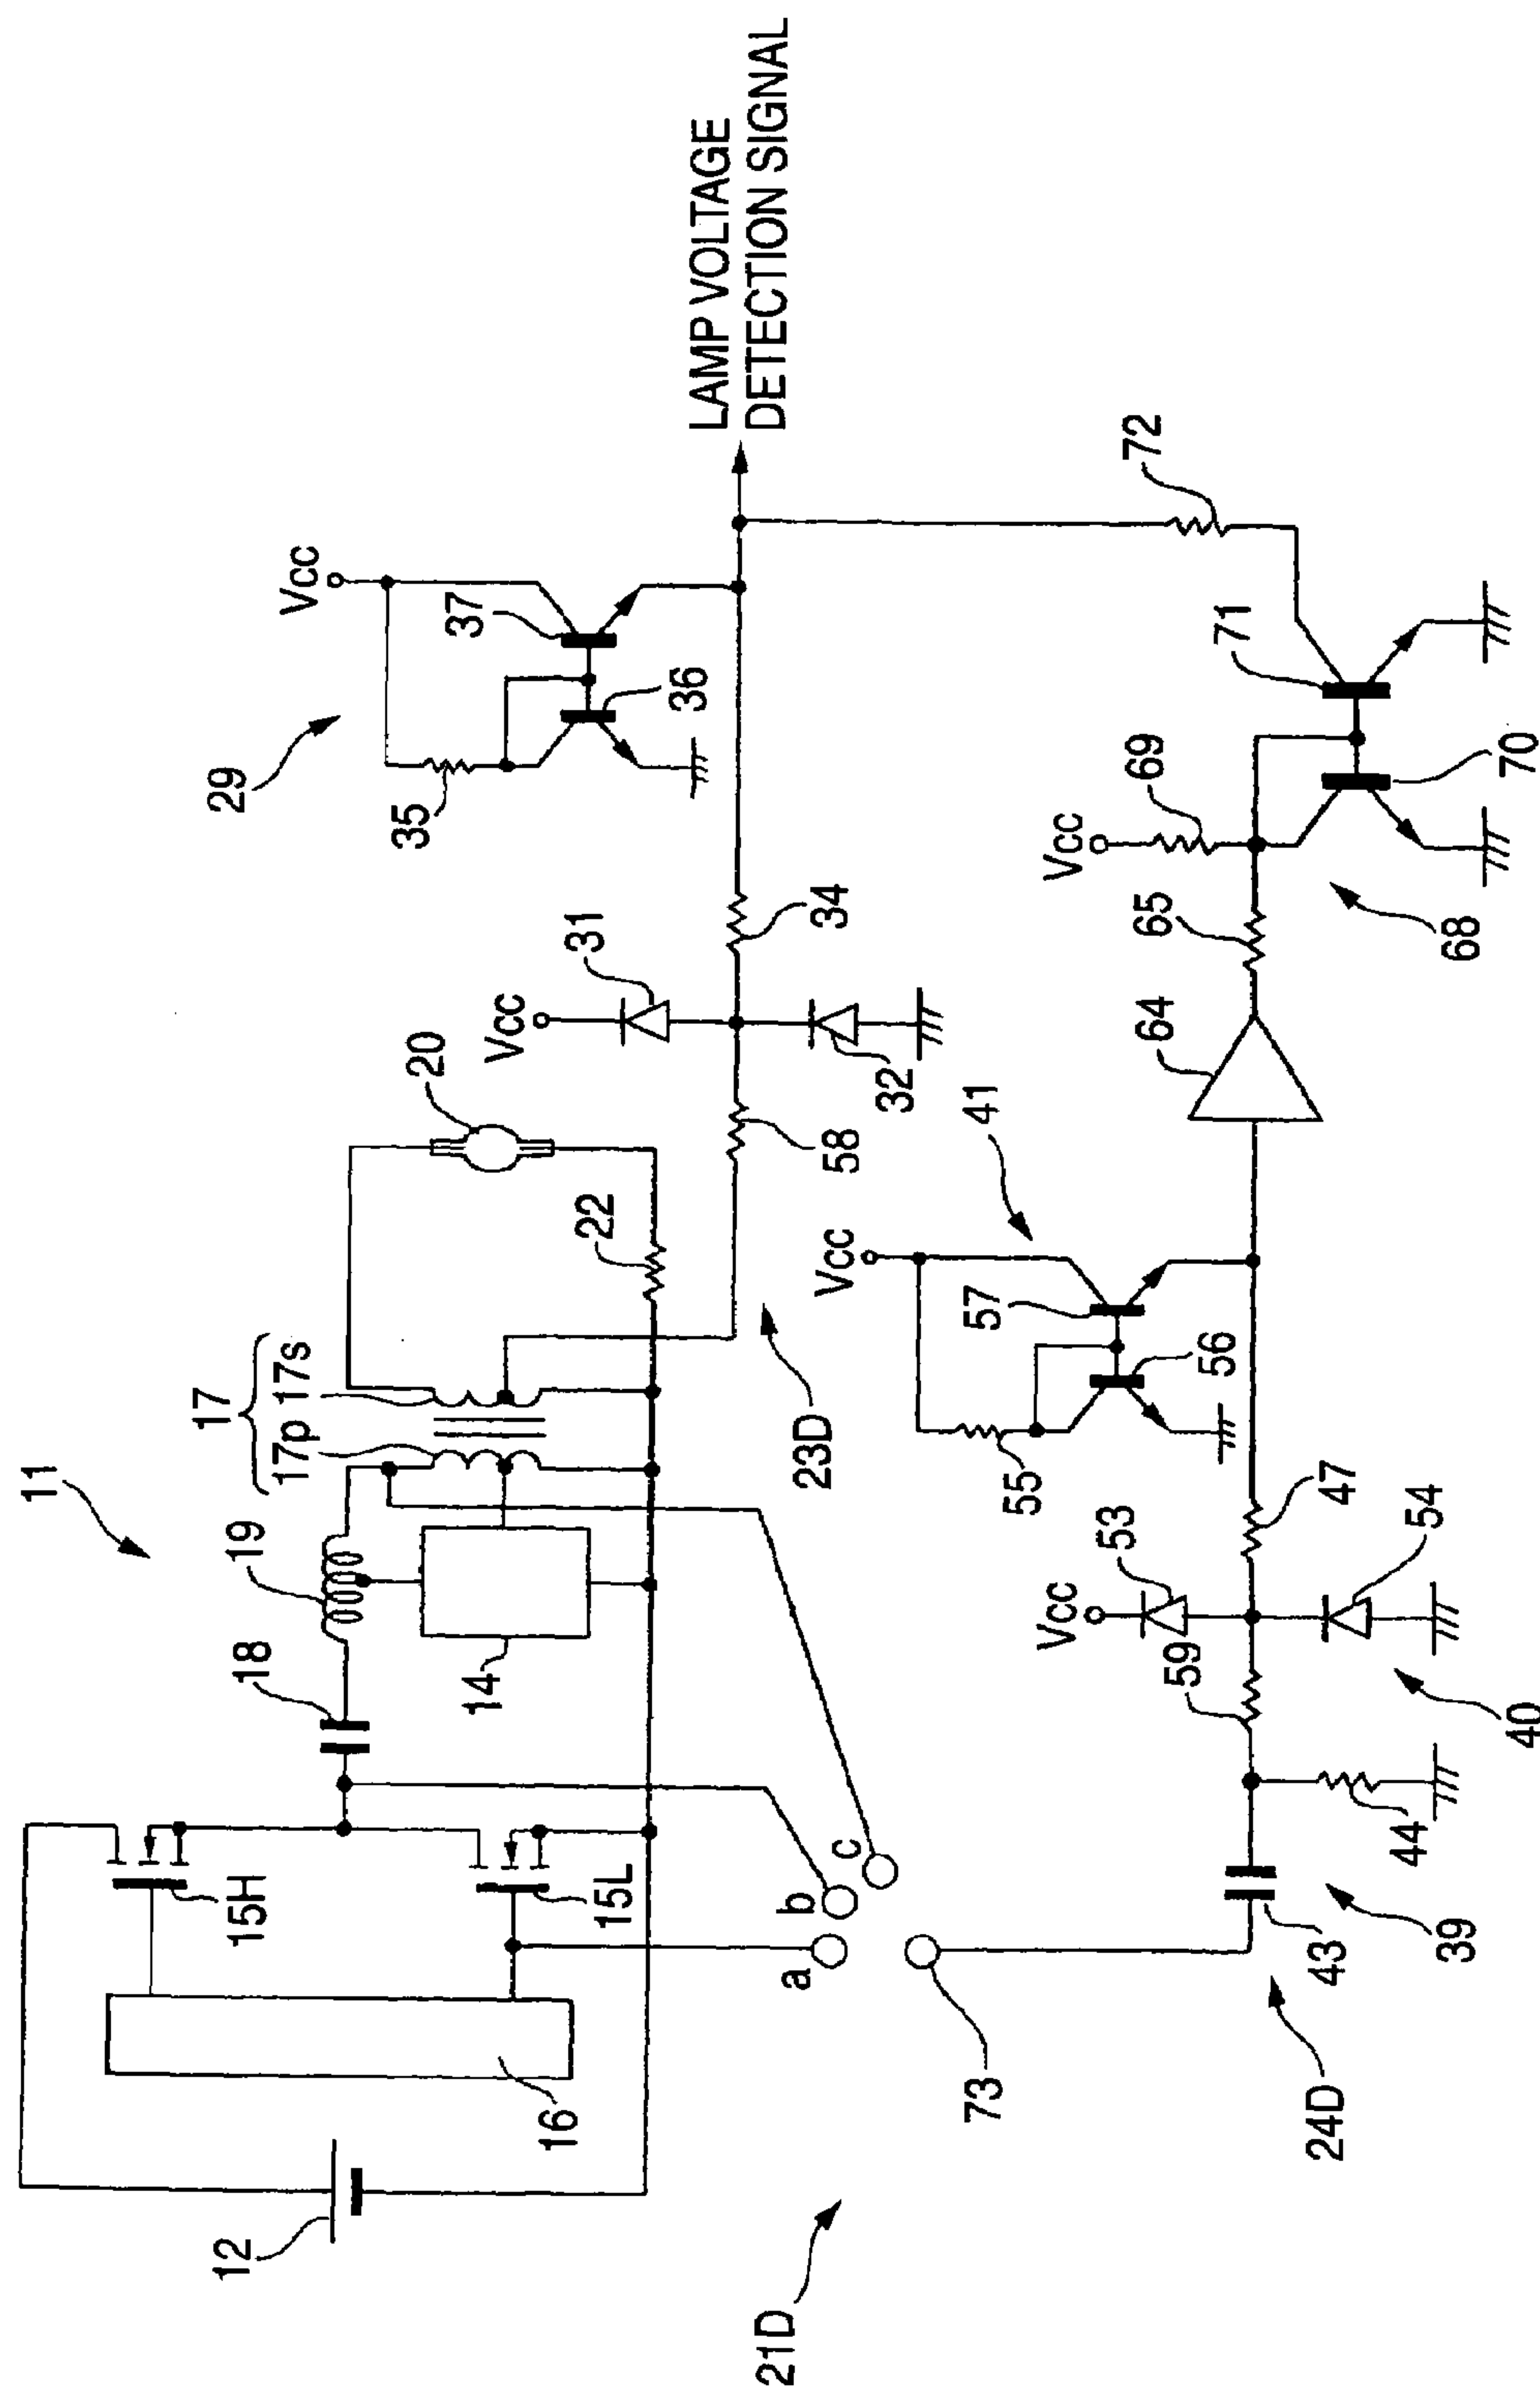 11
17
17p 17s
19
18
14
20
22
15H
15L
16
12
b
c
a
73
21D
23D
58
Vcc
31
32
34
29
Vcc
35
36
37
LAMP VOLTAGE
DETECTION SIGNAL
24D
43
39
44
59
Vcc
53
54
40
47
Vcc
55
56
57
41
64
65
Vcc
69
68
70
71
72